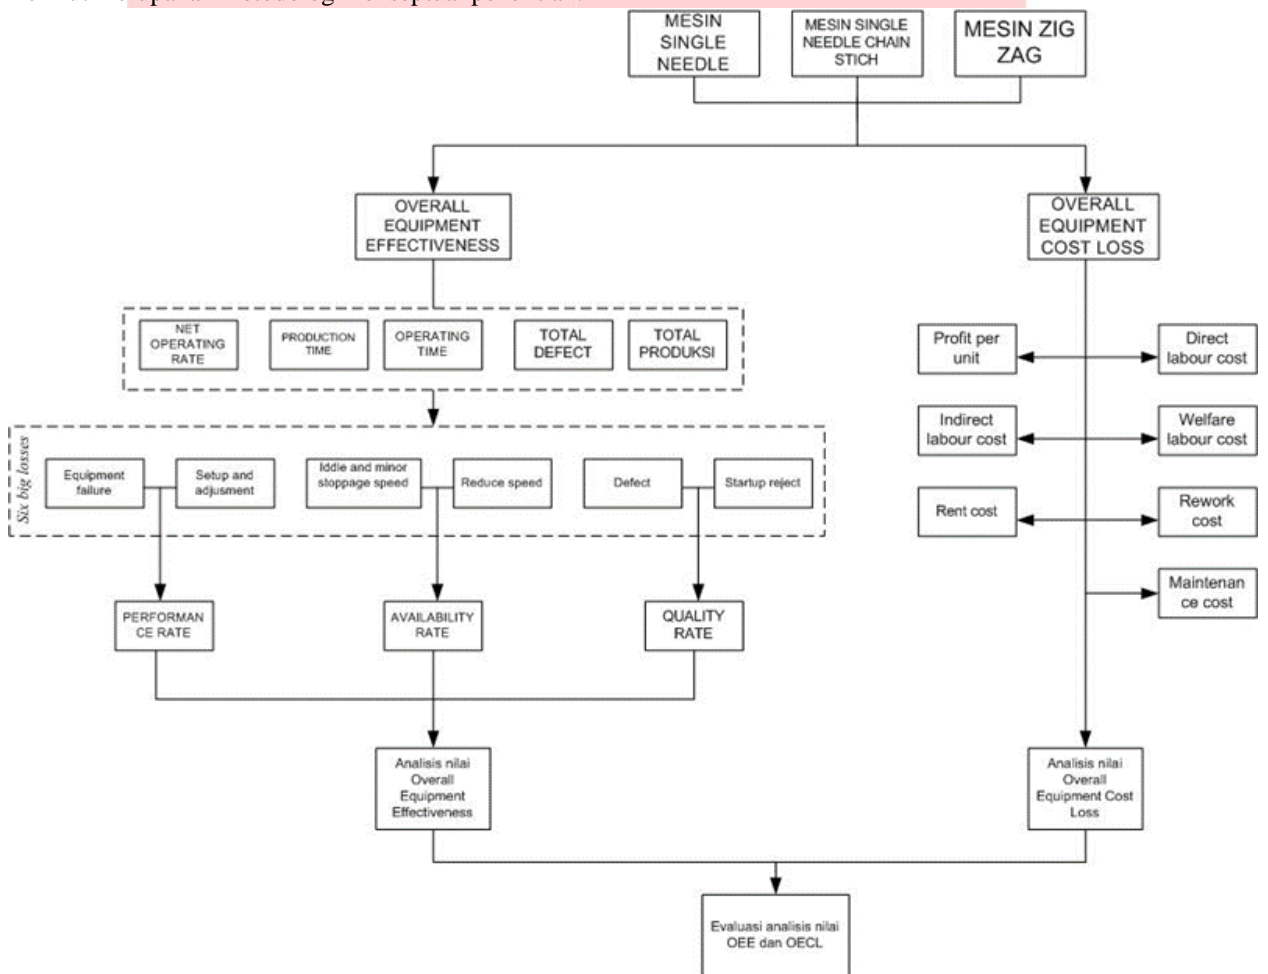 MESIN
SINGLE
NEEDLE
MESIN SINGLE
NEEDLE CHAIN
STICH
MESIN ZIG
ZAG
OVERALL
EQUIPMENT
EFFECTIVENESS
OVERALL
EQUIPMENT
COST LOSS
NET
OPERATING
RATE
PRODUCTION
TIME
OPERATING
TIME
TOTAL
DEFECT
TOTAL
PRODUKSI
Profit per
unit
Direct
labour cost
Indirect
labour cost
Welfare
labour cost
Rent cost
Rework
cost
Maintenan
ce cost
Six big losses
Equipment
failure
Setup and
adjusment
Iddle and minor
stoppage speed
Reduce speed
Defect
Startup reject
PERFORMAN
CE RATE
AVAILABILITY
RATE
QUALITY
RATE
Analisis nilai
Overall
Equipment
Effectiveness
Analisis nilai
Overall
Equipment Cost
Loss
Evaluasi analisis nilai
OEE dan OECL